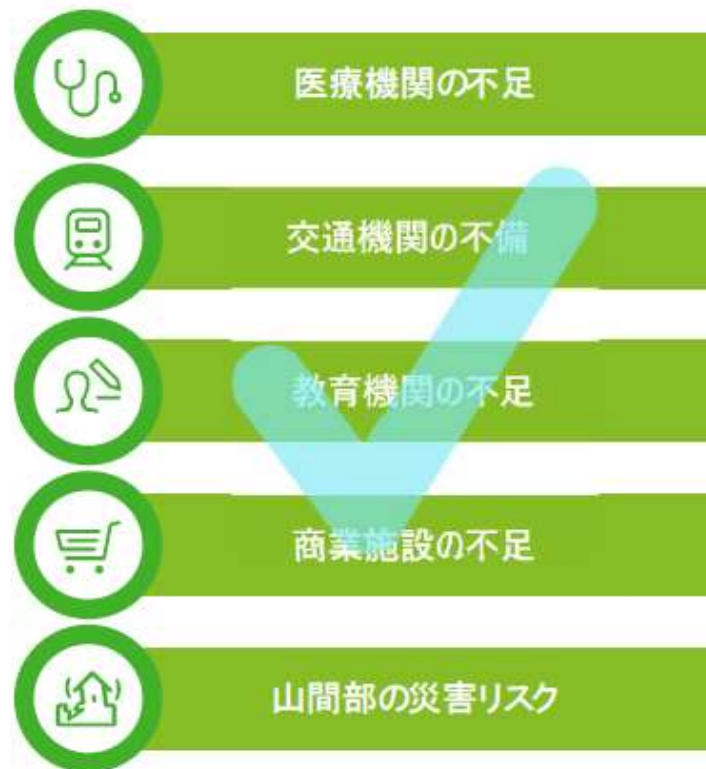 医療機関の不足
交通機関の不備
教育機関の不足
商業施設の不足
山間部の災害リスク